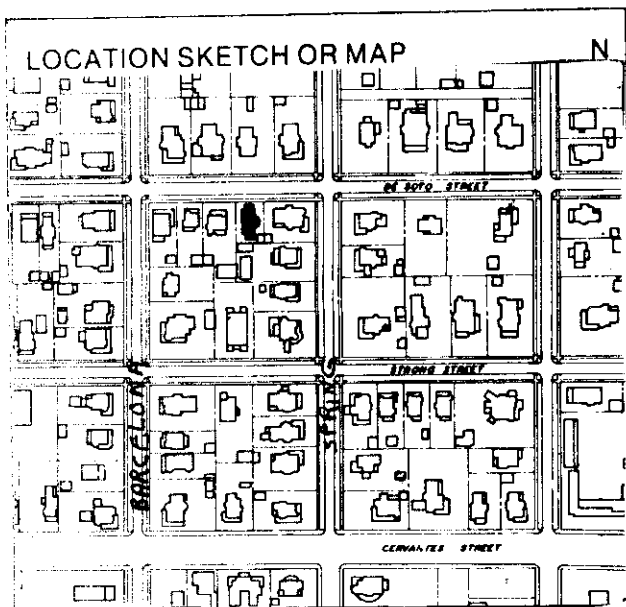 LOCATION SKETCH OR MAP N
DE SOTO STREET
STRONG STREET
BARCELONA
SPRING
CERVANTES STREET